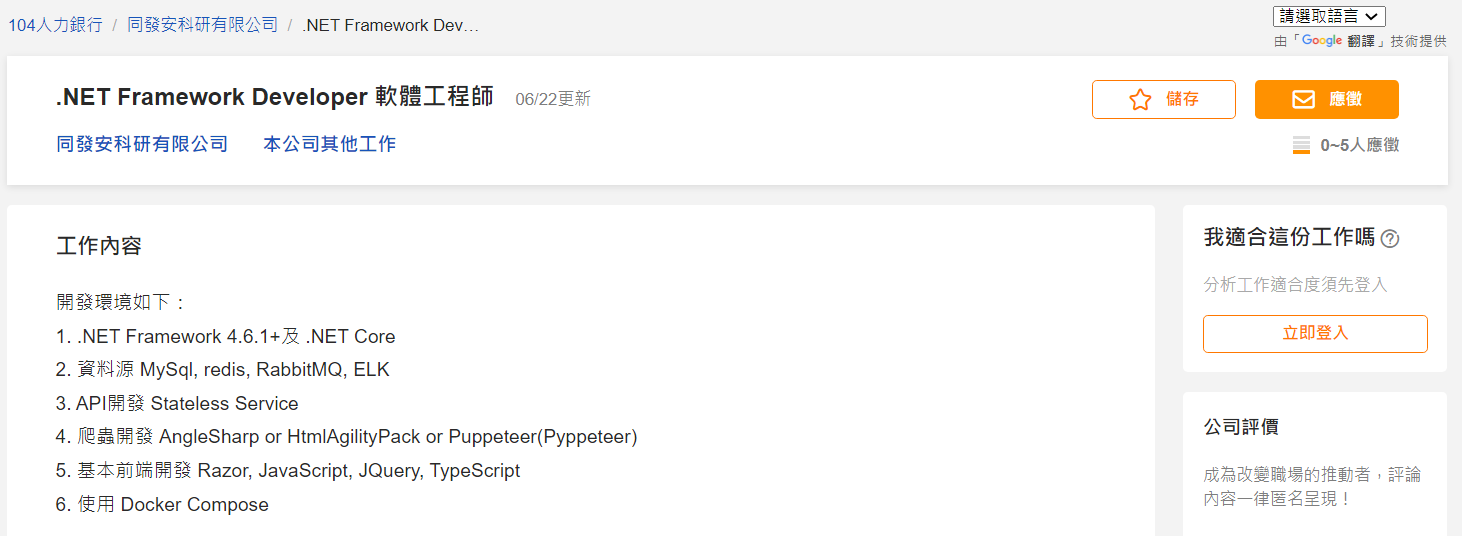 104人力銀行 / 同發安科研有限公司 / .NET Framework Dev…
請選取語言
由「Google 翻譯」技術提供
.NET Framework Developer 軟體工程師 06/22更新
儲存
應徵
同發安科研有限公司 本公司其他工作
0~5人應徵
工作內容
開發環境如下：
1. .NET Framework 4.6.1+及 .NET Core
2. 資料源 MySql, redis, RabbitMQ, ELK
3. API開發 Stateless Service
4. 爬蟲開發 AngleSharp or HtmlAgilityPack or Puppeteer(Pyppeteer)
5. 基本前端開發 Razor, JavaScript, JQuery, TypeScript
6. 使用 Docker Compose
我適合這份工作嗎 ?
分析工作適合度須先登入
立即登入
公司評價
成為改變職場的推動者，評論
內容一律匿名呈現！